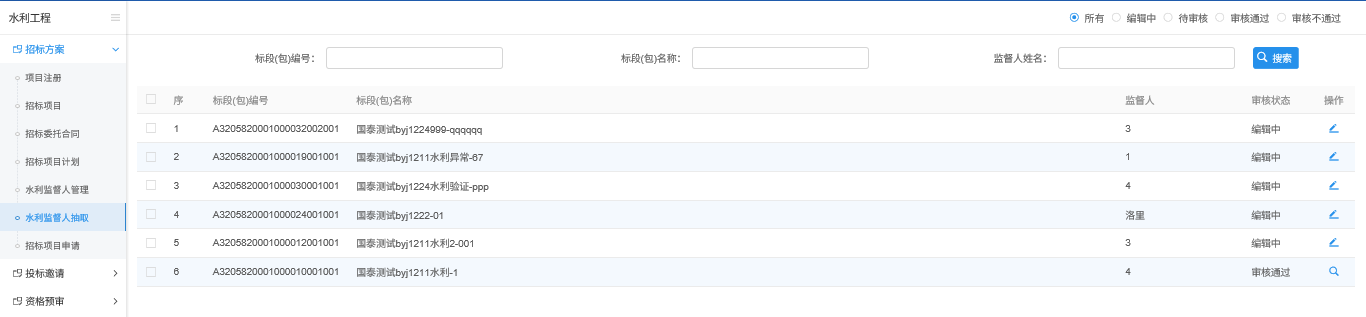 水利工程
所有 编辑中 待审核 审核通过 审核不通过
招标方案
项目注册
招标项目
招标委托合同
招标项目计划
水利监督人管理
水利监督人抽取
招标项目申请
投标邀请
资格预审
标段(包)编号： 标段(包)名称： 监督人姓名： 搜索
序 标段(包)编号 标段(包)名称 监督人 审核状态 操作
1 A3205820001000032002001 国泰测试byj1224999-qqqqqq 3 编辑中
2 A3205820001000019001001 国泰测试byj1211水利异常-67 1 编辑中
3 A3205820001000030001001 国泰测试byj1224水利验证-ppp 4 编辑中
4 A3205820001000024001001 国泰测试byj1222-01 洛里 编辑中
5 A3205820001000012001001 国泰测试byj1211水利2-001 3 编辑中
6 A3205820001000010001001 国泰测试byj1211水利-1 4 审核通过